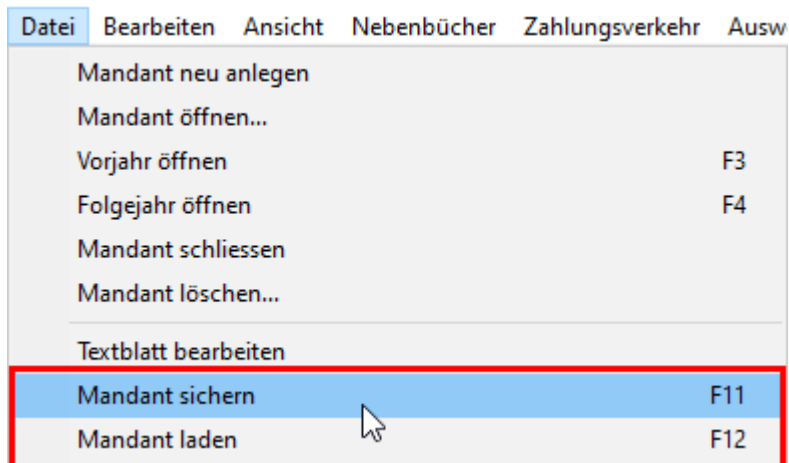 Datei Bearbeiten Ansicht Nebenbücher Zahlungsverkehr
Mandant neu anlegen
Mandant öffnen...
Vorjahr öffnen F3
Folgejahr öffnen F4
Mandant schliessen
Mandant löschen...
Textblatt bearbeiten
Mandant sichern F11
Mandant laden F12